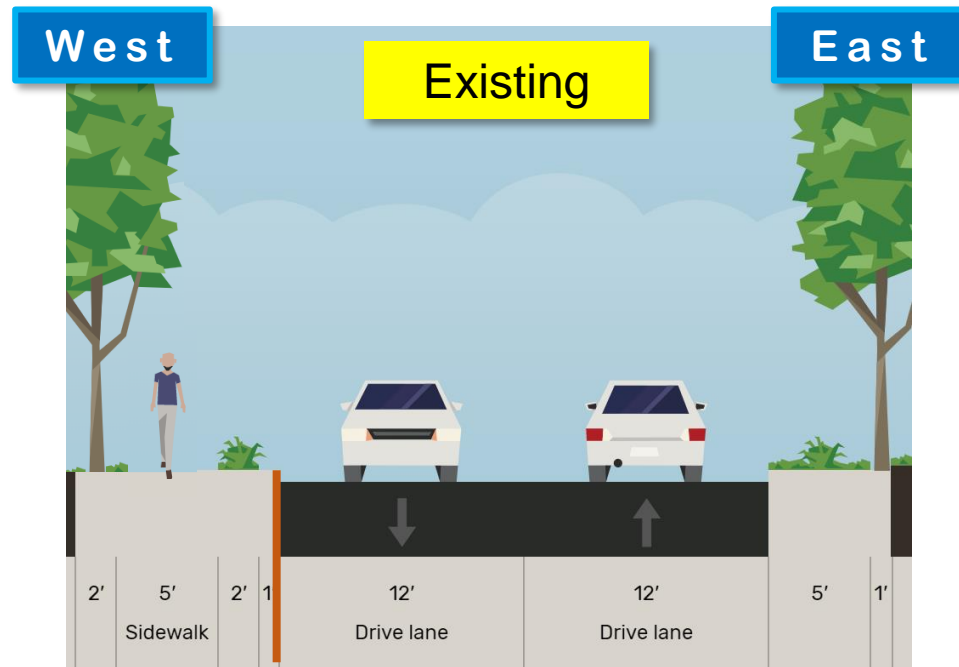 West
Existing
East
2' 5' 2' 1' 12' 12' 5' 1'
Sidewalk Drive lane Drive lane